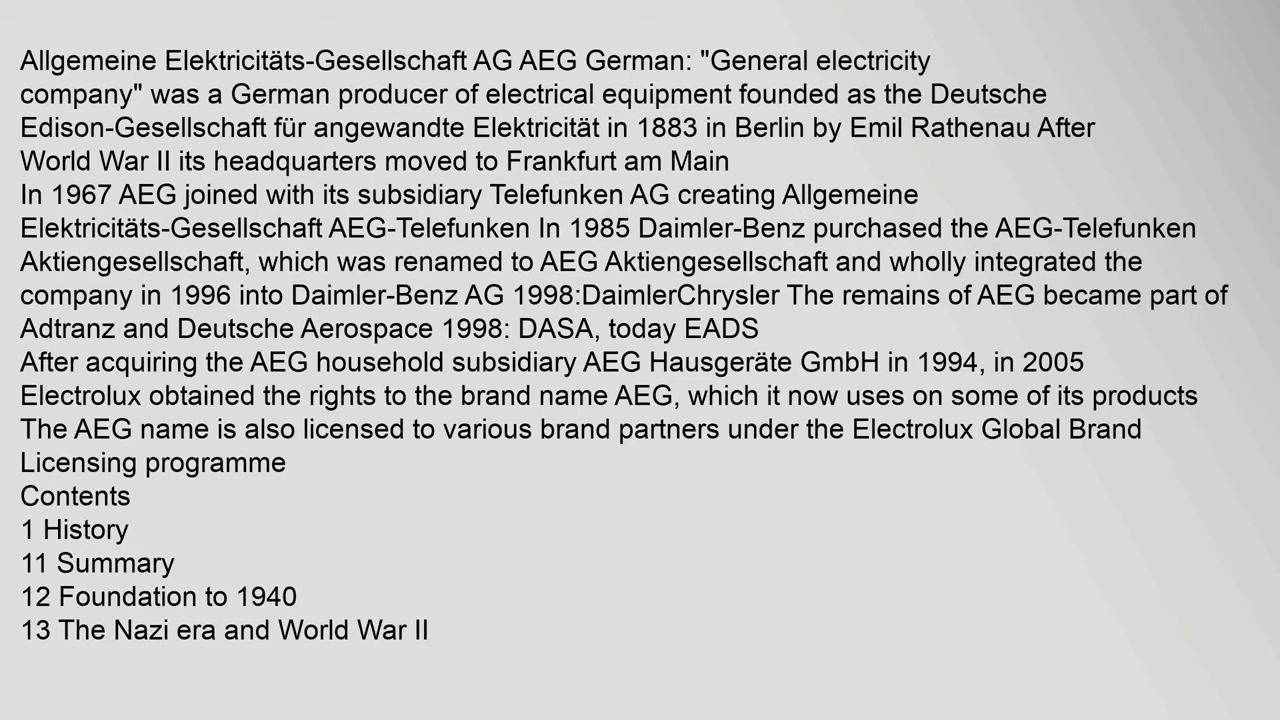 Allgemeine Elektricitäts-Gesellschaft AG AEG German: "General electricity
company" was a German producer of electrical equipment founded as the Deutsche
Edison-Gesellschaft für angewandte Elektricität in 1883 in Berlin by Emil Rathenau After
World War II its headquarters moved to Frankfurt am Main
In 1967 AEG joined with its subsidiary Telefunken AG creating Allgemeine
Elektricitäts-Gesellschaft AEG-Telefunken In 1985 Daimler-Benz purchased the AEG-Telefunken
Aktiengesellschaft, which was renamed to AEG Aktiengesellschaft and wholly integrated the
company in 1996 into Daimler-Benz AG 1998:DaimlerChrysler The remains of AEG became part of
Adtranz and Deutsche Aerospace 1998: DASA, today EADS
After acquiring the AEG household subsidiary AEG Hausgeräte GmbH in 1994, in 2005
Electrolux obtained the rights to the brand name AEG, which it now uses on some of its products
The AEG name is also licensed to various brand partners under the Electrolux Global Brand
Licensing programme
Contents
1 History
11 Summary
12 Foundation to 1940
13 The Nazi era and World War II